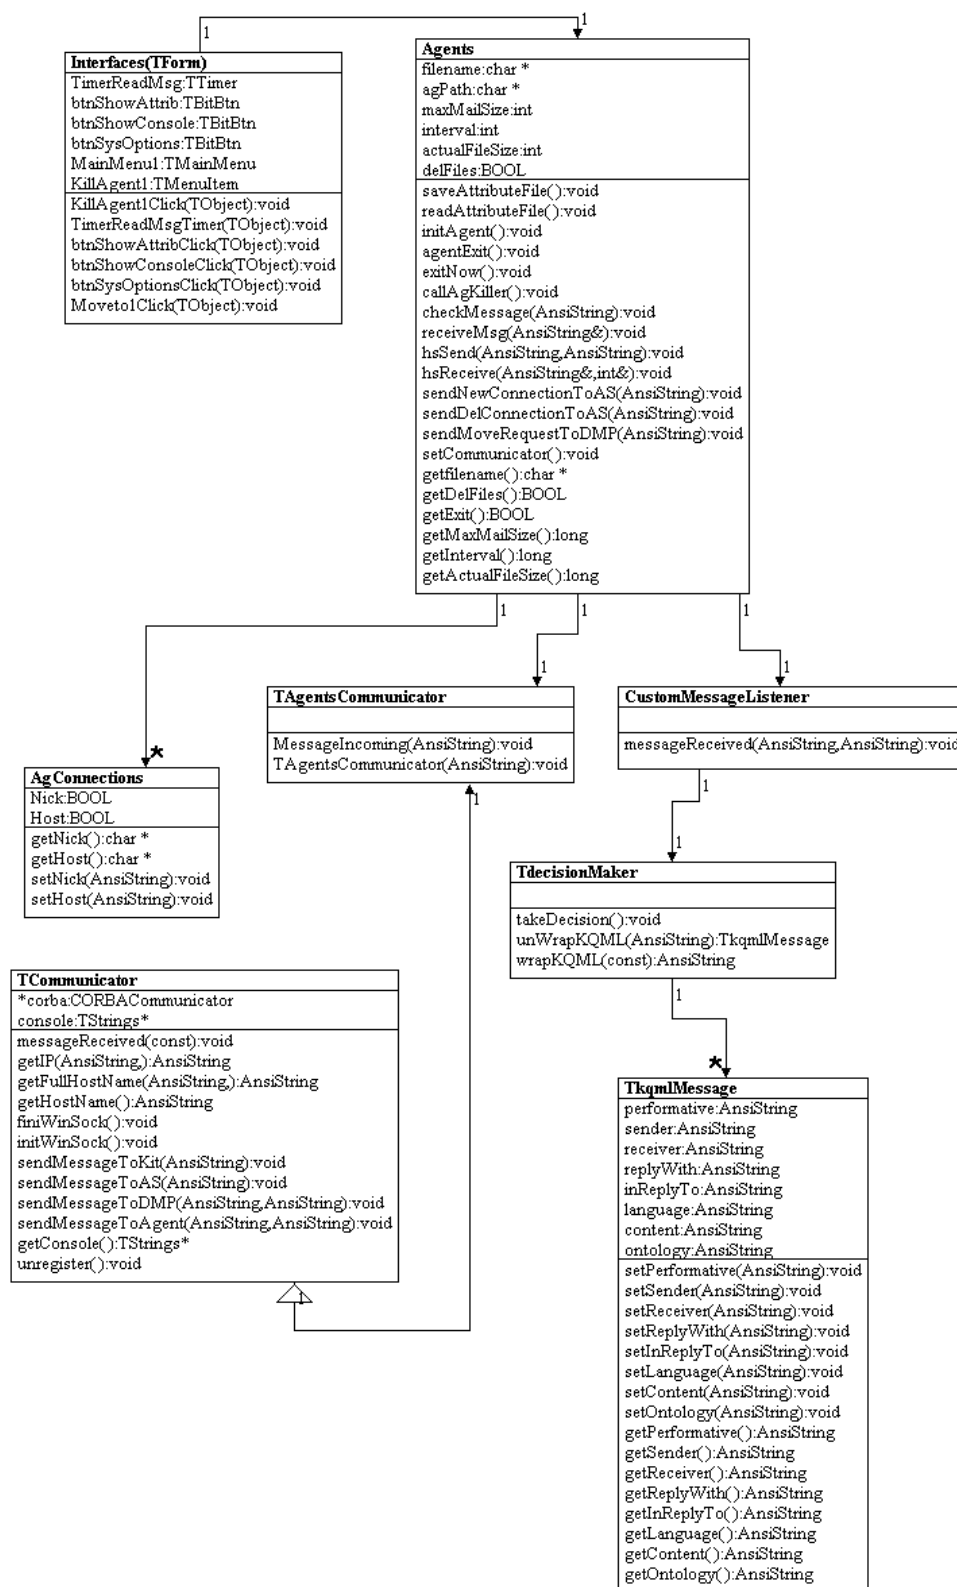 1
1
Interfaces(TForm)
TimerReadMsg:TTimer
btnShowAttrib:TBitBtn
btnShowConsole:TBitBtn
btnSysOptions:TBitBtn
MainMenu1:TMainMenu
KillAgent1:TMenuItem
KillAgent1Click(TObject):void
TimerReadMsgTimer(TObject):void
btnShowAttribClick(TObject):void
btnShowConsoleClick(TObject):void
btnSysOptionsClick(TObject):void
Moveto1Click(TObject):void
Agents
filename:char *
agPath:char *
maxMailSize:int
interval:int
actualFileSize:int
delFiles:BOOL
saveAttributeFile():void
readAttributeFile():void
initAgent():void
agentExit():void
exitNow():void
callAgKiller():void
checkMessage(AnsiString):void
receiveMsg(AnsiString&):void
hsSend(AnsiString,AnsiString):void
hsReceive(AnsiString&,int&):void
sendNewConnectionToAS(AnsiString):void
sendDelConnectionToAS(AnsiString):void
sendMoveRequestToDMP(AnsiString):void
setCommunicator():void
getfilename():char *
getDelFiles():BOOL
getExit():BOOL
getMaxMailSize():long
getInterval():long
getActualFileSize():long
1
1
1
1
1
TAgentsCommunicator
MessageIncoming(AnsiString):void
TAgentsCommunicator(AnsiString):void
1
CustomMessageListener
messageReceived(AnsiString,AnsiString):void
1
*
AgConnections
Nick:BOOL
Host:BOOL
getNick():char *
getHost():char *
setNick(AnsiString):void
setHost(AnsiString):void
1
TdecisionMaker
takeDecision():void
unWrapKQML(AnsiString):TkqmlMessage
wrapKQML(const):AnsiString
1
TCommunicator
*corba:CORBACommunicator
console:TStrings*
messageReceived(const):void
getIP(AnsiString,):AnsiString
getFullHostName(AnsiString,):AnsiString
getHostName():AnsiString
finiWinSock():void
initWinSock():void
sendMessageToKit(AnsiString):void
sendMessageToAS(AnsiString):void
sendMessageToDMP(AnsiString,AnsiString):void
sendMessageToAgent(AnsiString,AnsiString):void
getConsole():TStrings*
unregister():void
1
*
TkqmlMessage
performative:AnsiString
sender:AnsiString
receiver:AnsiString
replyWith:AnsiString
inReplyTo:AnsiString
language:AnsiString
content:AnsiString
ontology:AnsiString
setPerformative(AnsiString):void
setSender(AnsiString):void
setReceiver(AnsiString):void
setReplyWith(AnsiString):void
setInReplyTo(AnsiString):void
setLanguage(AnsiString):void
setContent(AnsiString):void
setOntology(AnsiString):void
getPerformative():AnsiString
getSender():AnsiString
getReceiver():AnsiString
getReplyWith():AnsiString
getInReplyTo():AnsiString
getLanguage():AnsiString
getContent():AnsiString
getOntology():AnsiString